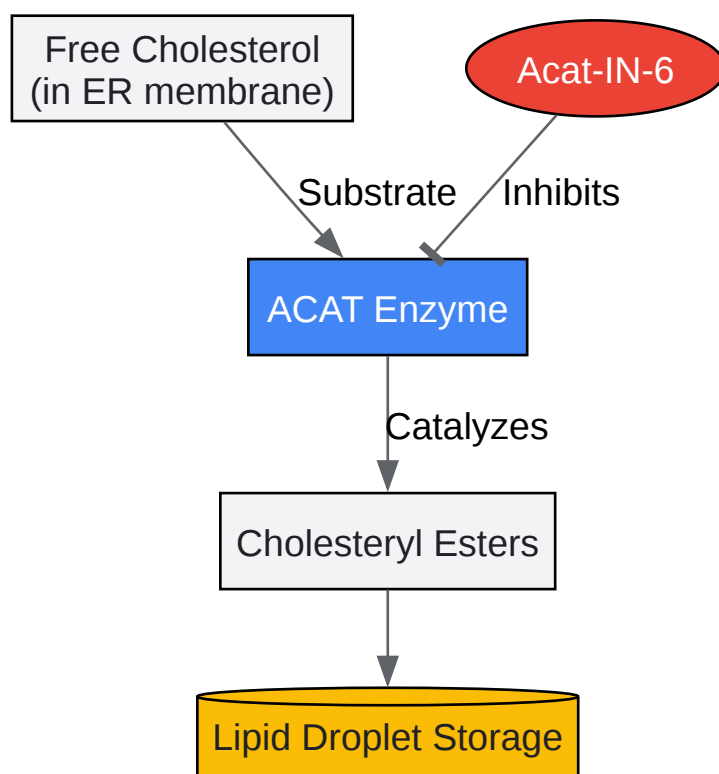 Free Cholesterol
(in ER membrane)
Acat-IN-6
Substrate
Inhibits
ACAT Enzyme
Catalyzes
Cholesteryl Esters
Lipid Droplet Storage